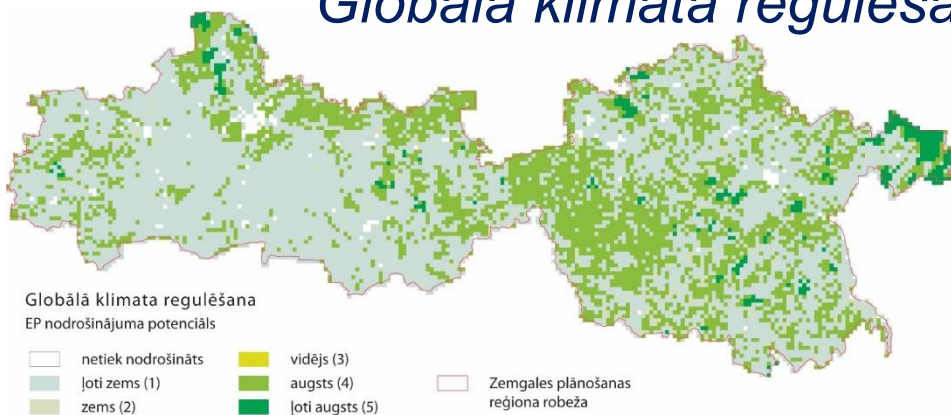 Globālā klimata regulēša
Globālā klimata regulēšana
EP nodrošinājuma potenciāls
netiek nodrošināts
ļoti zems (1)
zems (2)
vidējs (3)
augsts (4)
ļoti augsts (5)
Zemgales plānošanas
reģiona robeža